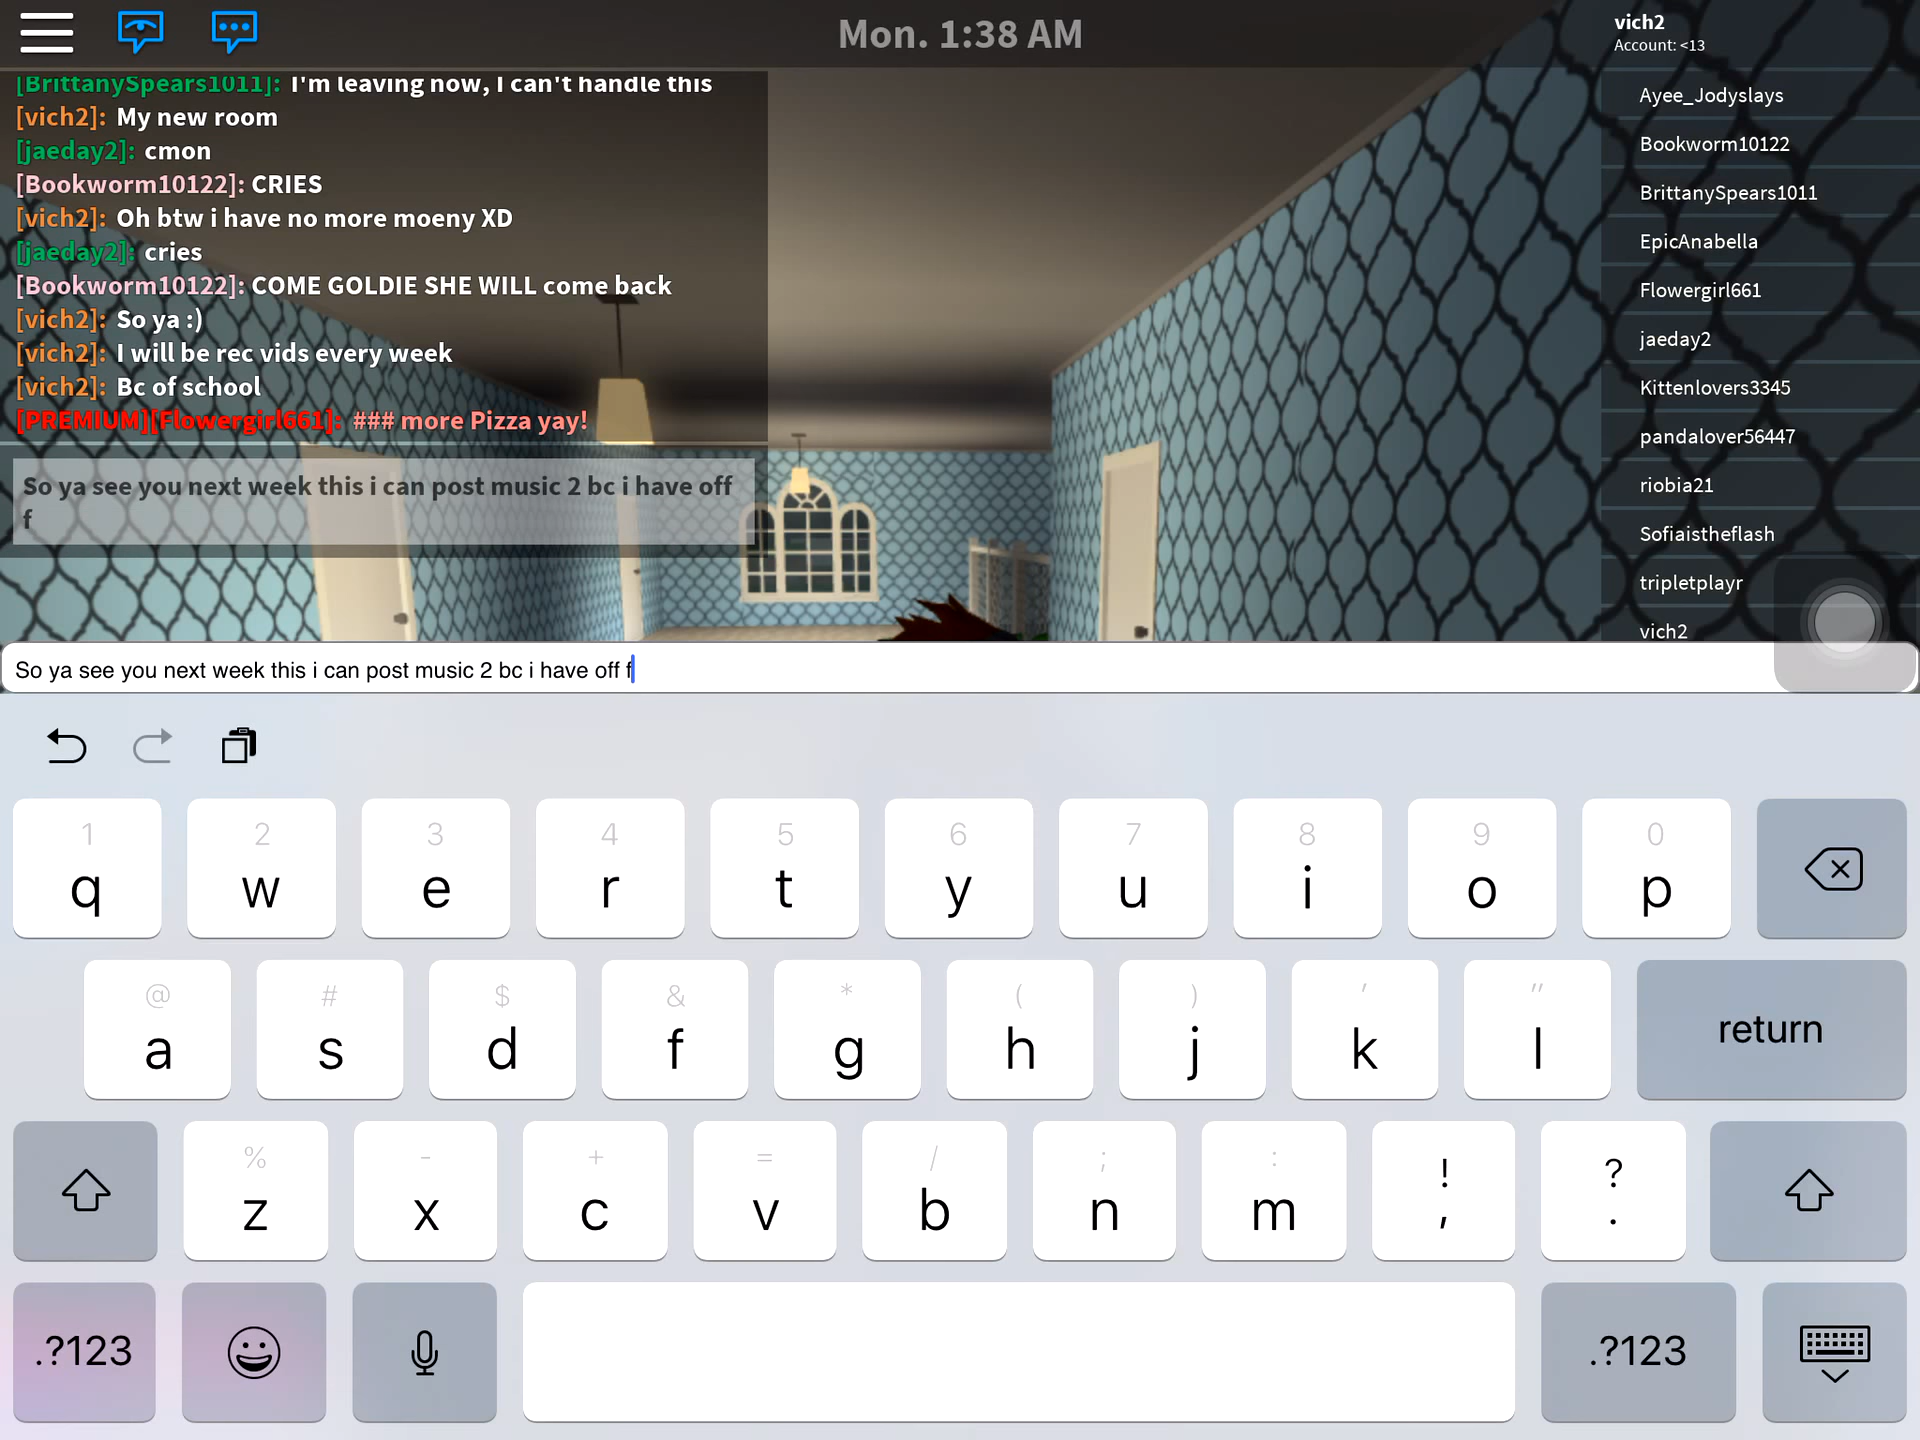 Mon. 1:38 AM
vich2
Account: <13
[BrittanySpears1011]: I'm leaving now, I can't handle this
[vich2]: My new room
[jaeday2]: cmon
[Bookworm10122]: CRIES
[vich2]: Oh btw i have no more moeny XD
[jaeday2]: cries
[Bookworm10122]: COME GOLDIE SHE WILL come back
[vich2]: So ya :)
[vich2]: I will be rec vids every week
[vich2]: Bc of school
[PREMIUM][Flowergirl661]: ### more Pizza yay!
So ya see you next week this i can post music 2 bc i have off
f
Ayee_Jodyslays
Bookworm10122
BrittanySpears1011
EpicAnabella
Flowergirl661
jaeday2
Kittenlovers3345
pandalover56447
riobia21
Sofiaistheflash
tripletplayr
vich2
So ya see you next week this i can post music 2 bc i have off f
1 2 3 4 5 6 7 8 9 0
q w e r t y u i o p
@ # $ & * ( ) ' "
a s d f g h j k l return
% - + = / ; : ! ?
z x c v b n m , .
.?123 .?123